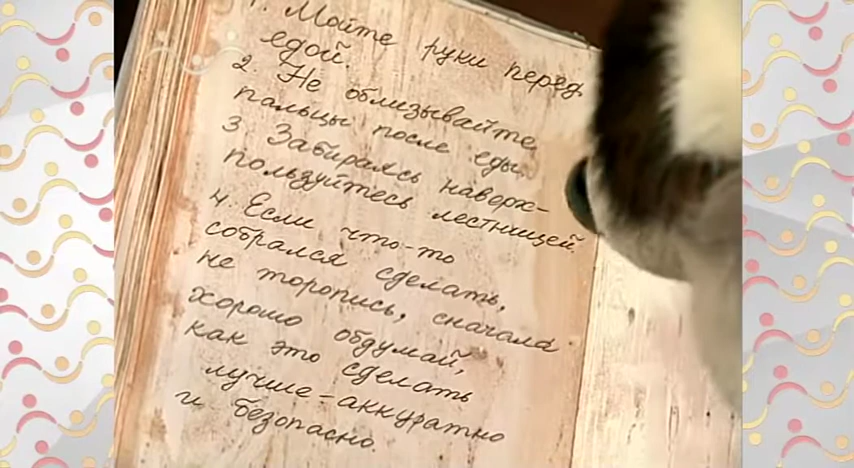 1. Мойте руки перед
едой.
2. Не облизывайте
пальцы после еды.
3. Забираясь наверх-
пользуйтесь лестницей.
4. Если что-то
собрался сделать,
не торопись, сначала
хорошо обдумай,
как это сделать
лучше-аккуратно
и безопасно.